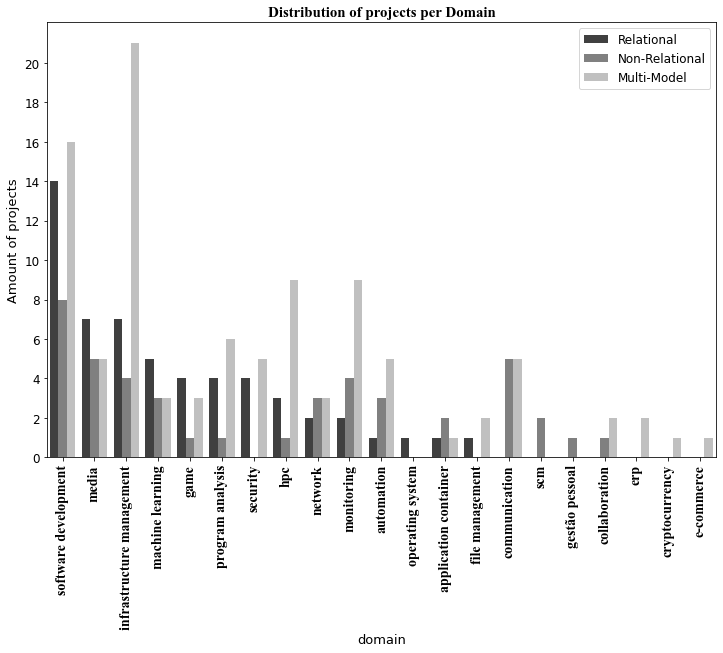 Distribution of projects per Domain
Relational
Non-Relational
Multi-Model
Amount of projects
20
18
16
14
12
10
8
6
4
2
0
software development
media
infrastructure management
machine learning
game
program analysis
security
hpc
network
monitoring
automation
operating system
application container
file management
communication
scm
gestão pessoal
collaboration
erp
cryptocurrency
e-commerce
domain